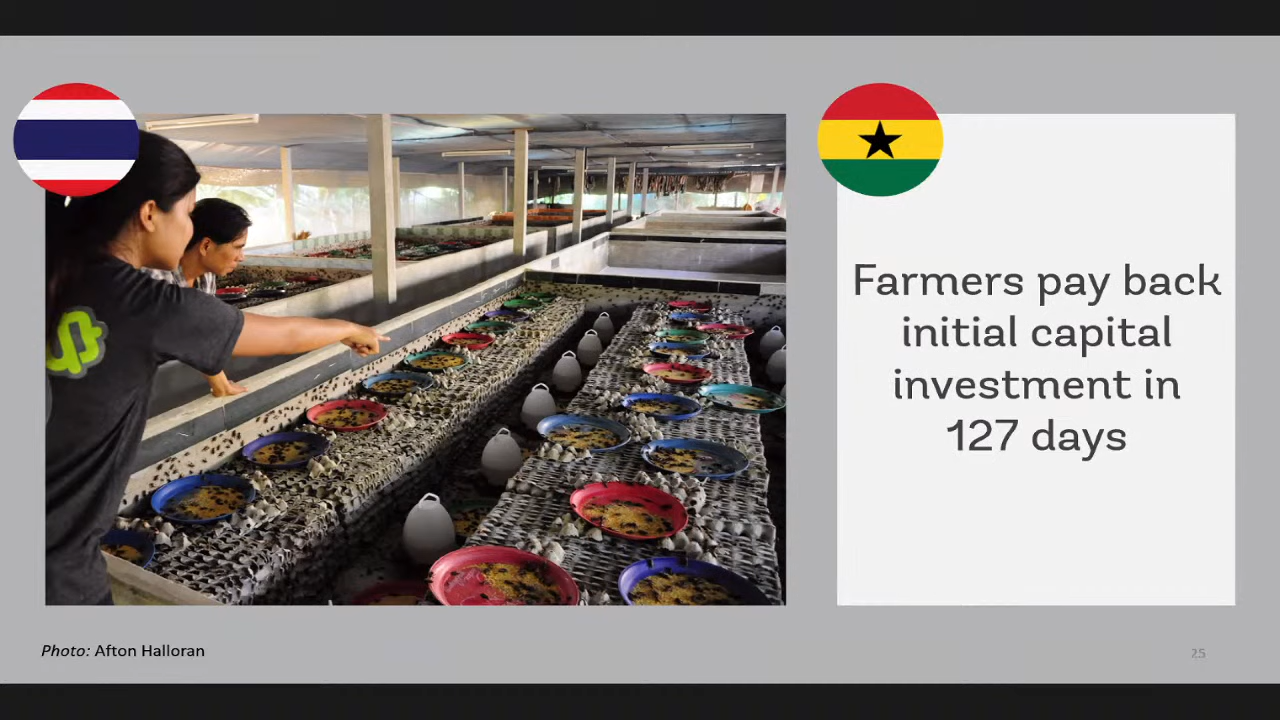 Farmers pay back
initial capital
investment in
127 days
Photo: Afton Halloran
25